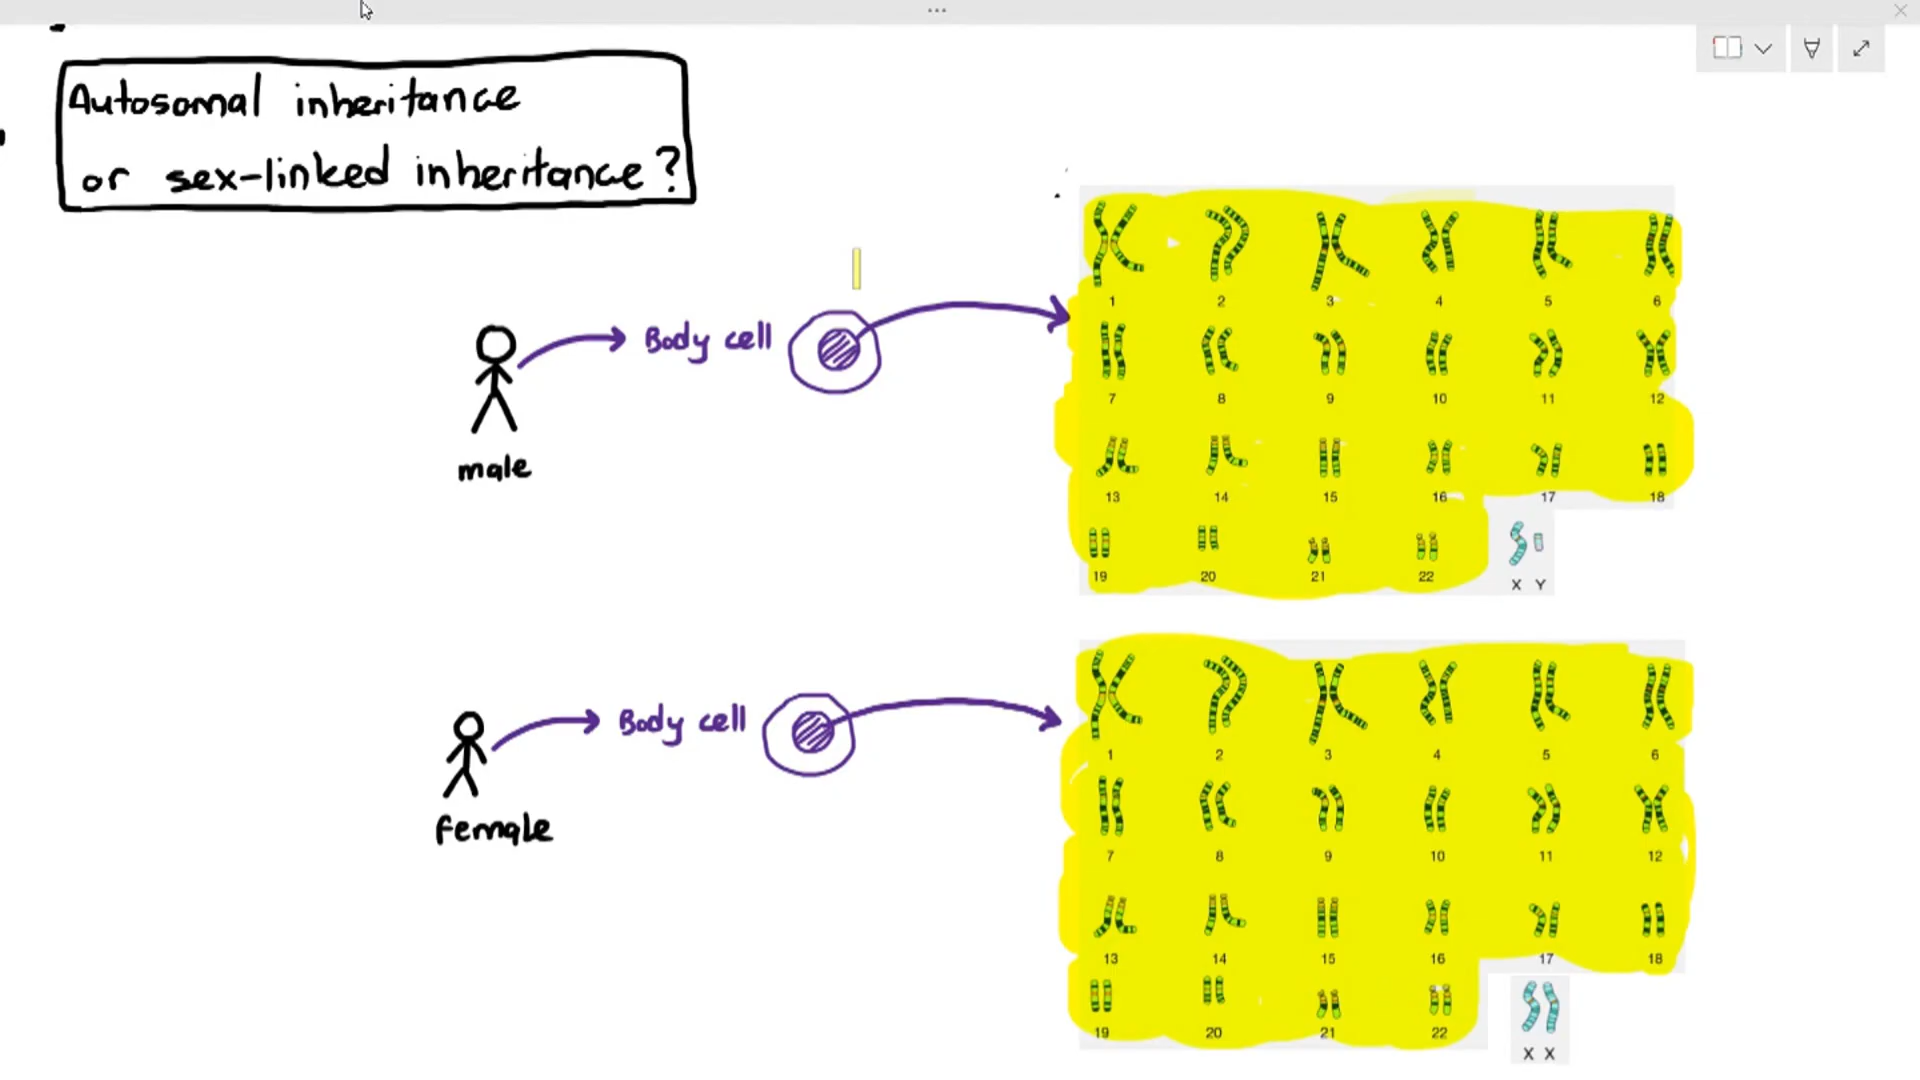 Autosomal inheritance
or sex-linked inheritance?
1 2 3 4 5 6
Body cell
7 8 9 10 11 12
male
13 14 15 16 17 18
19 20 21 22 X Y
Body cell
1 2 3 4 5 6
female
7 8 9 10 11 12
13 14 15 16 17 18
19 20 21 22
X X